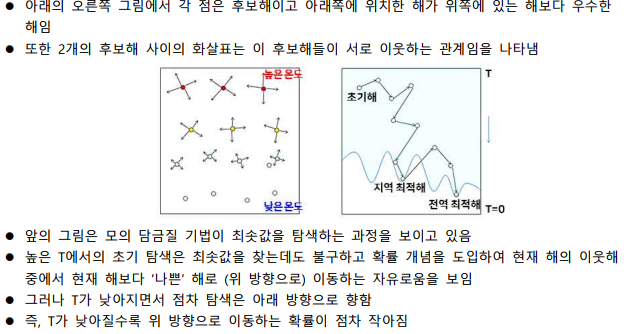 ● 아래의 오른쪽 그림에서 각 점은 후보해이고 아래쪽에 위치한 해가 위쪽에 있는 해보다 우수한
해임
● 또한 2개의 후보해 사이의 화살표는 이 후보해들이 서로 이웃하는 관계임을 나타냄
높은 온도
낮은 온도
초기해
지역 최적해
전역 최적해
T
T=0
● 앞의 그림은 모의 담금질 기법이 최솟값을 탐색하는 과정을 보이고 있음
● 높은 T에서의 초기 탐색은 최솟값을 찾는데도 불구하고 확률 개념을 도입하여 현재 해의 이웃해
중에서 현재 해보다 ‘나쁜’ 해로 (위 방향으로) 이동하는 자유로움을 보임
● 그러나 T가 낮아지면서 점차 탐색은 아래 방향으로 향함
● 즉, T가 낮아질수록 위 방향으로 이동하는 확률이 점차 작아짐